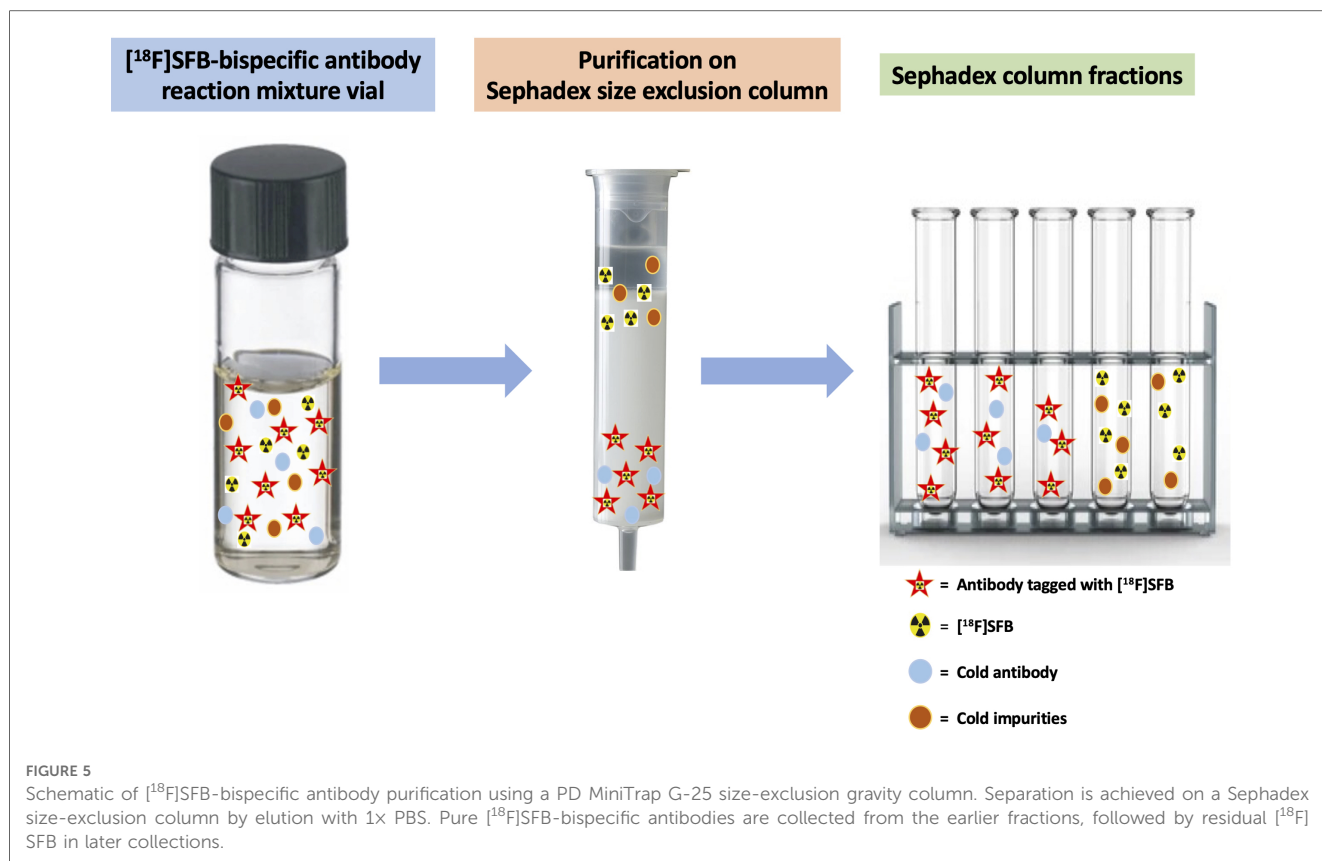 [¹⁸F]SFB-bispecific antibody
reaction mixture vial
Purification on
Sephadex size exclusion column
Sephadex column fractions
= Antibody tagged with [¹⁸F]SFB
= [¹⁸F]SFB
= Cold antibody
= Cold impurities
FIGURE 5
Schematic of [¹⁸F]SFB-bispecific antibody purification using a PD MiniTrap G-25 size-exclusion gravity column. Separation is achieved on a Sephadex
size-exclusion column by elution with 1× PBS. Pure [¹⁸F]SFB-bispecific antibodies are collected from the earlier fractions, followed by residual [¹⁸F]
SFB in later collections.